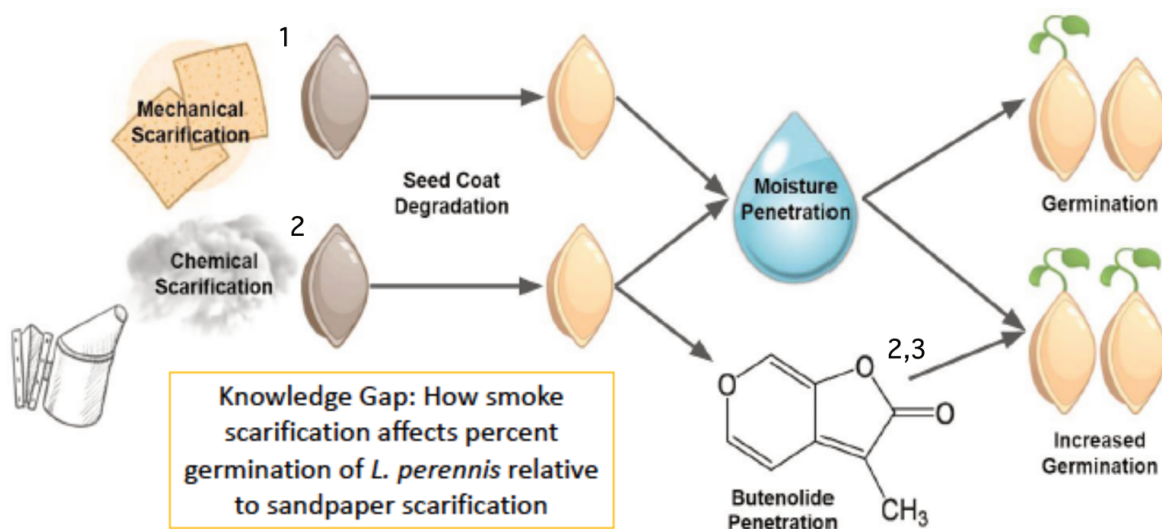 1
Mechanical
Scarification
Seed Coat
Degradation
Moisture
Penetration
Germination
2
Chemical
Scarification
2,3
O
O
O
CH3
Butenolide
Penetration
Increased
Germination
Knowledge Gap: How smoke
scarification affects percent
germination of L. perennis relative
to sandpaper scarification